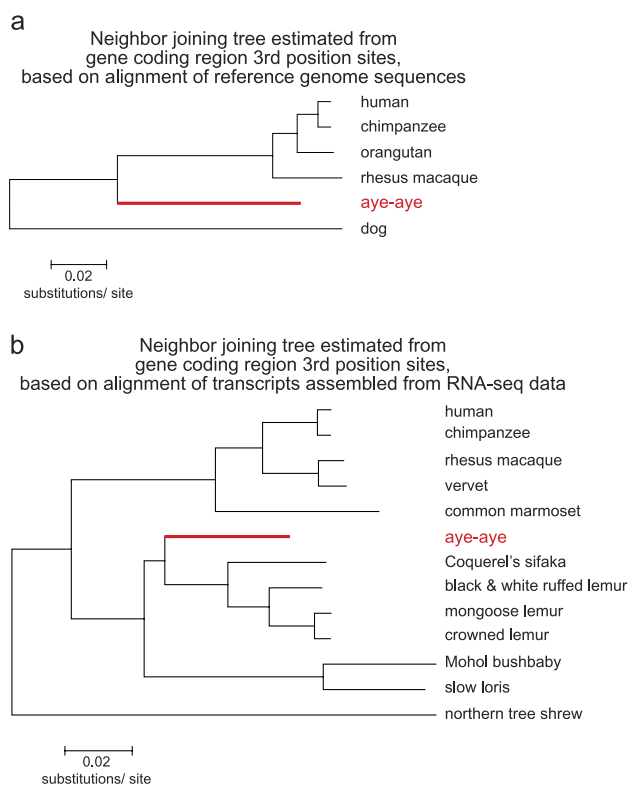 a
Neighbor joining tree estimated from
gene coding region 3rd position sites,
based on alignment of reference genome sequences
human
chimpanzee
orangutan
rhesus macaque
aye-aye
dog
0.02
substitutions/ site
b
Neighbor joining tree estimated from
gene coding region 3rd position sites,
based on alignment of transcripts assembled from RNA-seq data
human
chimpanzee
rhesus macaque
vervet
common marmoset
aye-aye
Coquerel's sifaka
black & white ruffed lemur
mongoose lemur
crowned lemur
Mohol bushbaby
slow loris
northern tree shrew
0.02
substitutions/ site